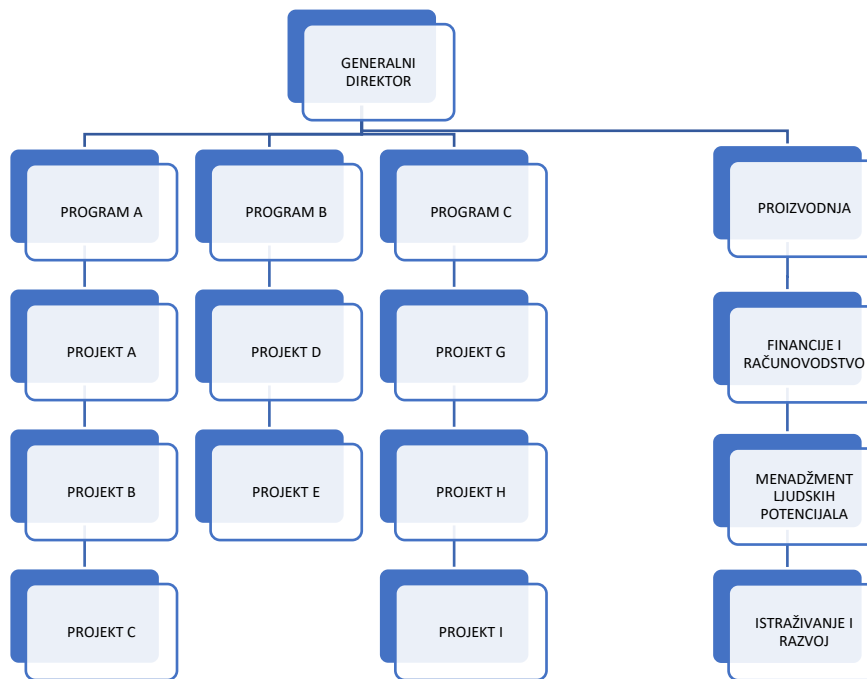 GENERALNI
DIREKTOR
PROGRAM A
PROGRAM B
PROGRAM C
PROIZVODNJA
PROJEKT A
PROJEKT D
PROJEKT G
FINANCIJE I
RAČUNOVODSTVO
PROJEKT B
PROJEKT E
PROJEKT H
MENADŽMENT
LJUDSKIH
POTENCIJALA
PROJEKT C
PROJEKT I
ISTRAŽIVANJE I
RAZVOJ